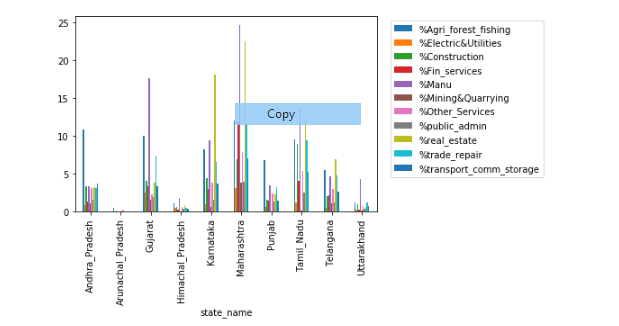 25
20
15
10
5
0
Copy
Andhra_Pradesh
Arunachal_Pradesh
Gujarat
Himachal_Pradesh
Karnataka
Maharashtra
Punjab
Tamil_Nadu
Telangana
Uttarakhand
state_name
%Agri_forest_fishing
%Electric&Utilities
%Construction
%Fin_services
%Manu
%Mining&Quarrying
%Other_Services
%public_admin
%real_estate
%trade_repair
%transport_comm_storage